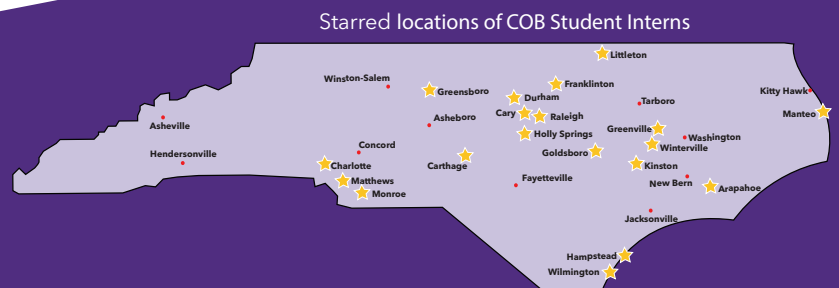 Starred locations of COB Student Interns
Littleton
Winston-Salem
Greensboro
Franklinton
Kitty Hawk
Durham
Tarboro
Manteo
Cary
Raleigh
Asheboro
Asheville
Holly Springs
Greenville
Washington
Concord
Winterville
Hendersonville
Goldsboro
Charlotte
Carthage
Kinston
Matthews
Fayetteville
New Bern
Arapahoe
Monroe
Jacksonville
Hampstead
Wilmington